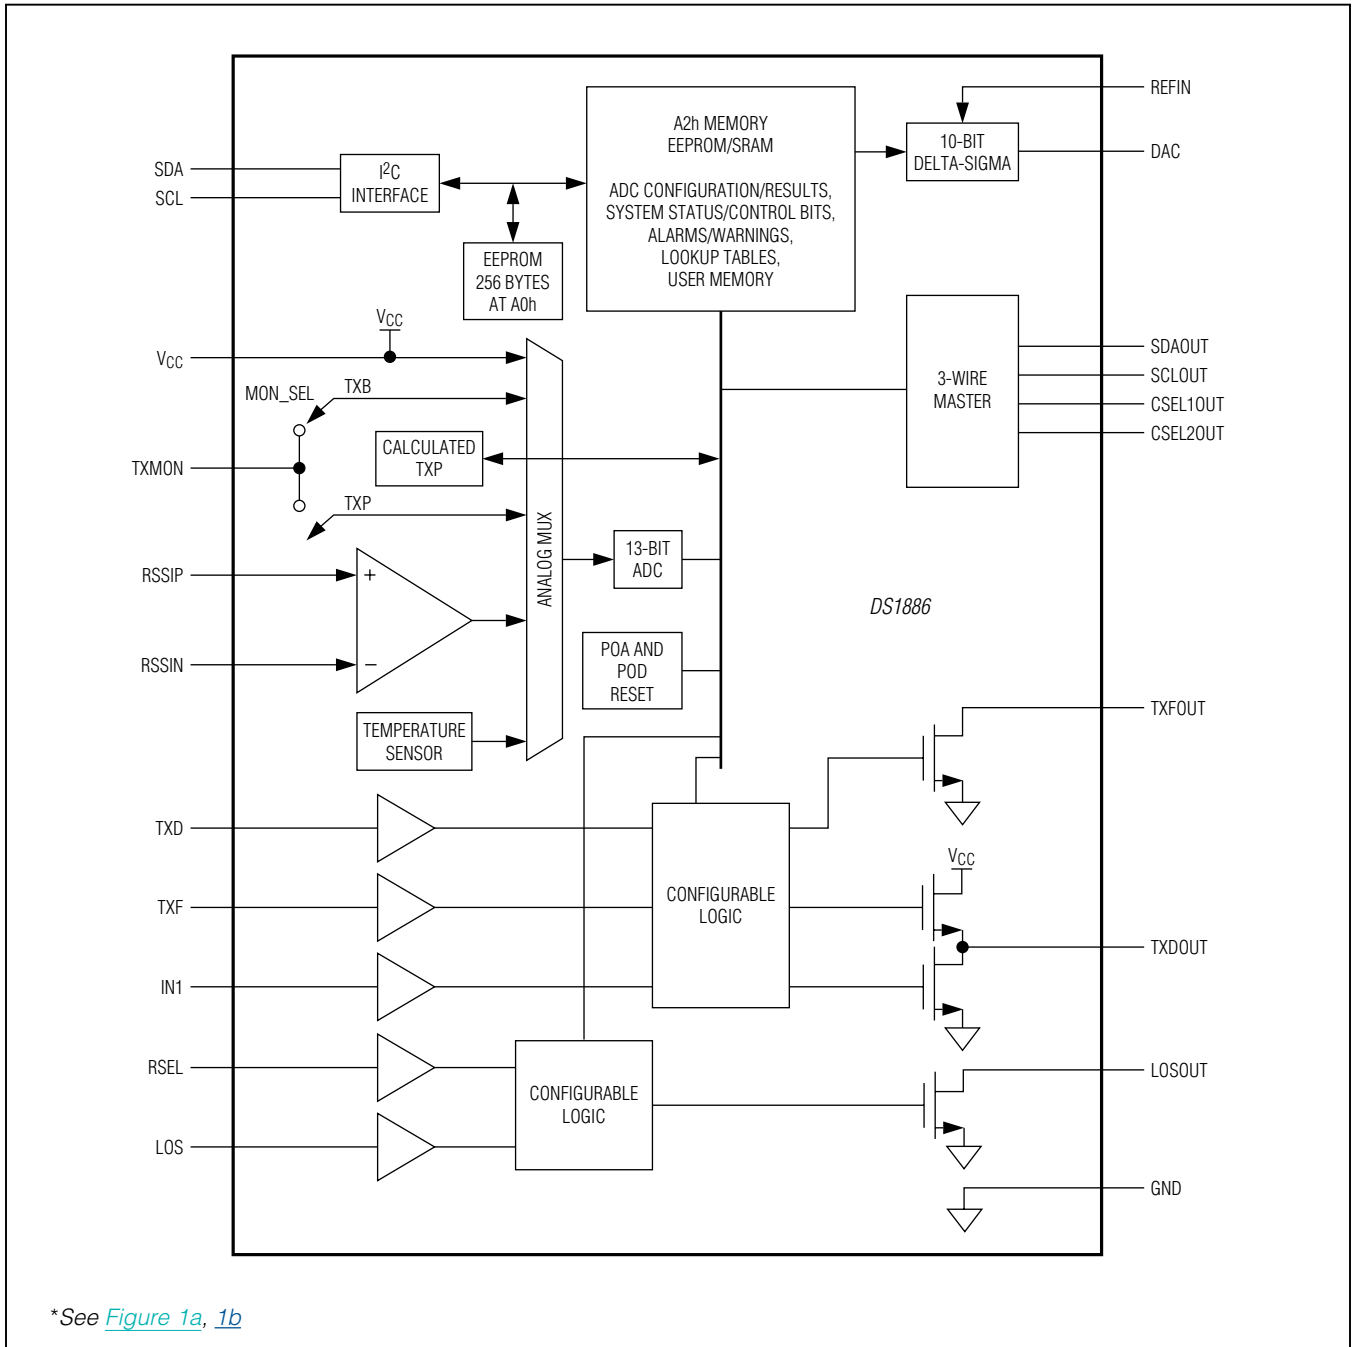 REFIN
A2h MEMORY
EEPROM/SRAM
10-BIT
DELTA-SIGMA
DAC
SDA
SCL
I2C
INTERFACE
ADC CONFIGURATION/RESULTS,
SYSTEM STATUS/CONTROL BITS,
ALARMS/WARNINGS,
LOOKUP TABLES,
USER MEMORY
EEPROM
256 BYTES
AT A0h
VCC
VCC
MON_SEL
TXB
3-WIRE
MASTER
SDAOUT
SCLOUT
CSEL1OUT
CSEL2OUT
TXMON
CALCULATED
TXP
TXP
ANALOG MUX
13-BIT
ADC
RSSIP
+
RSSIN
−
DS1886
POA AND
POD
RESET
TEMPERATURE
SENSOR
TXFOUT
TXD
TXF
IN1
CONFIGURABLE
LOGIC
VCC
TXDOUT
RSEL
LOS
CONFIGURABLE
LOGIC
LOSOUT
GND
*See Figure 1a, 1b